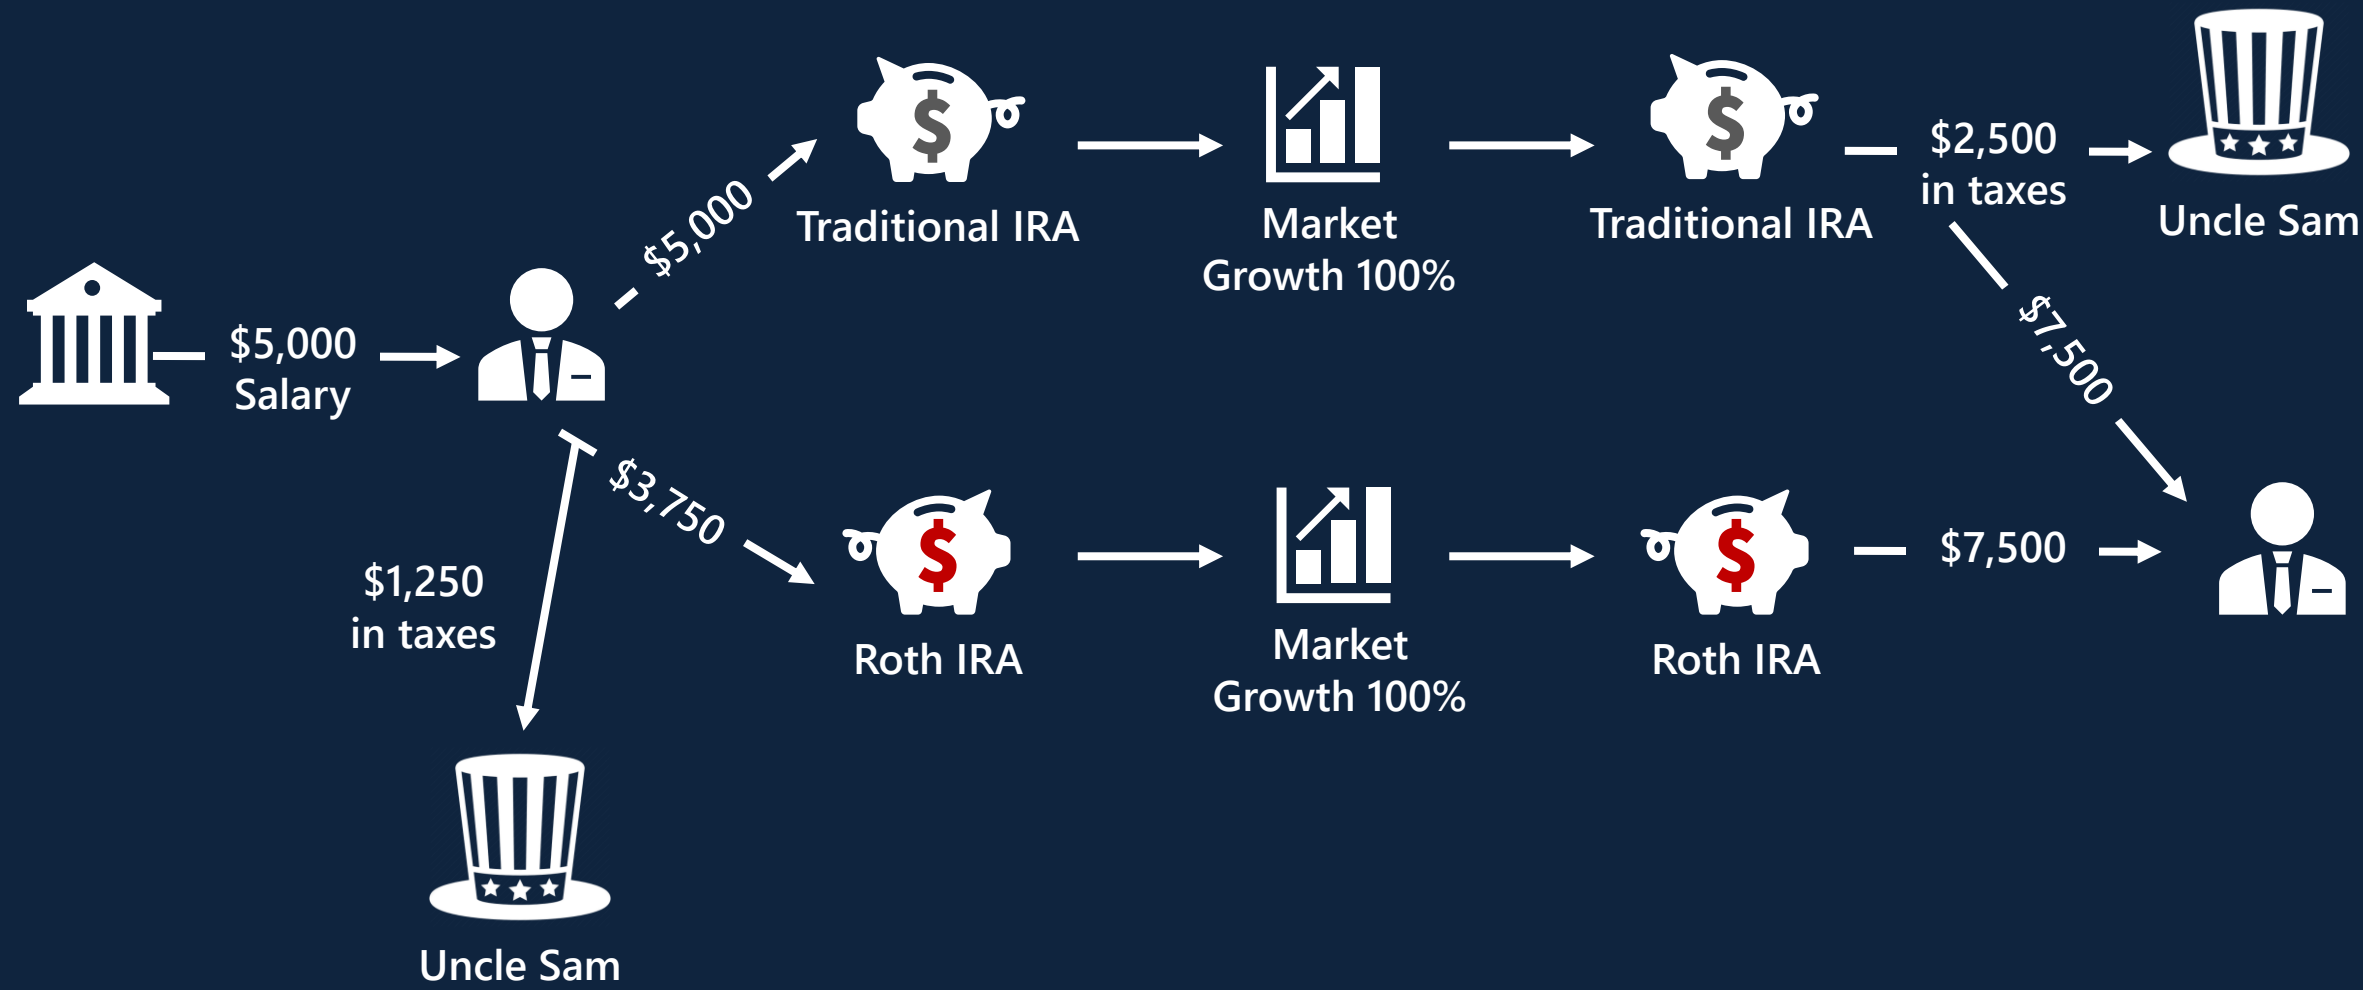 $5,000
Salary
$5,000
Traditional IRA
Market
Growth 100%
Traditional IRA
$2,500
in taxes
Uncle Sam
$7,500
$1,250
in taxes
Uncle Sam
$3,750
Roth IRA
Market
Growth 100%
Roth IRA
$7,500
$
$
$
$